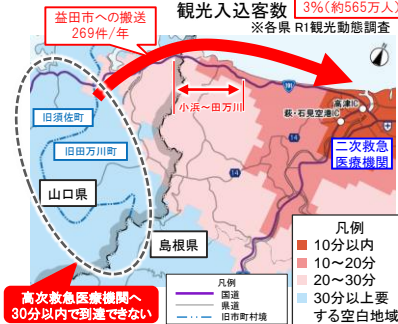 益田市への搬送
269件/年
観光入込客数
3%(約565万人)
※各県 R1観光動態調査
191
小浜～田万川
高津IC
萩・石見空港IC
旧須佐町
旧田万川町
14
14
二次救急
医療機関
山口県
島根県
高次救急医療機関へ
30分以内で到達できない
凡例
国道
県道
旧市町村境
凡例
10分以内
10～20分
20～30分
30分以上要
する空白地域